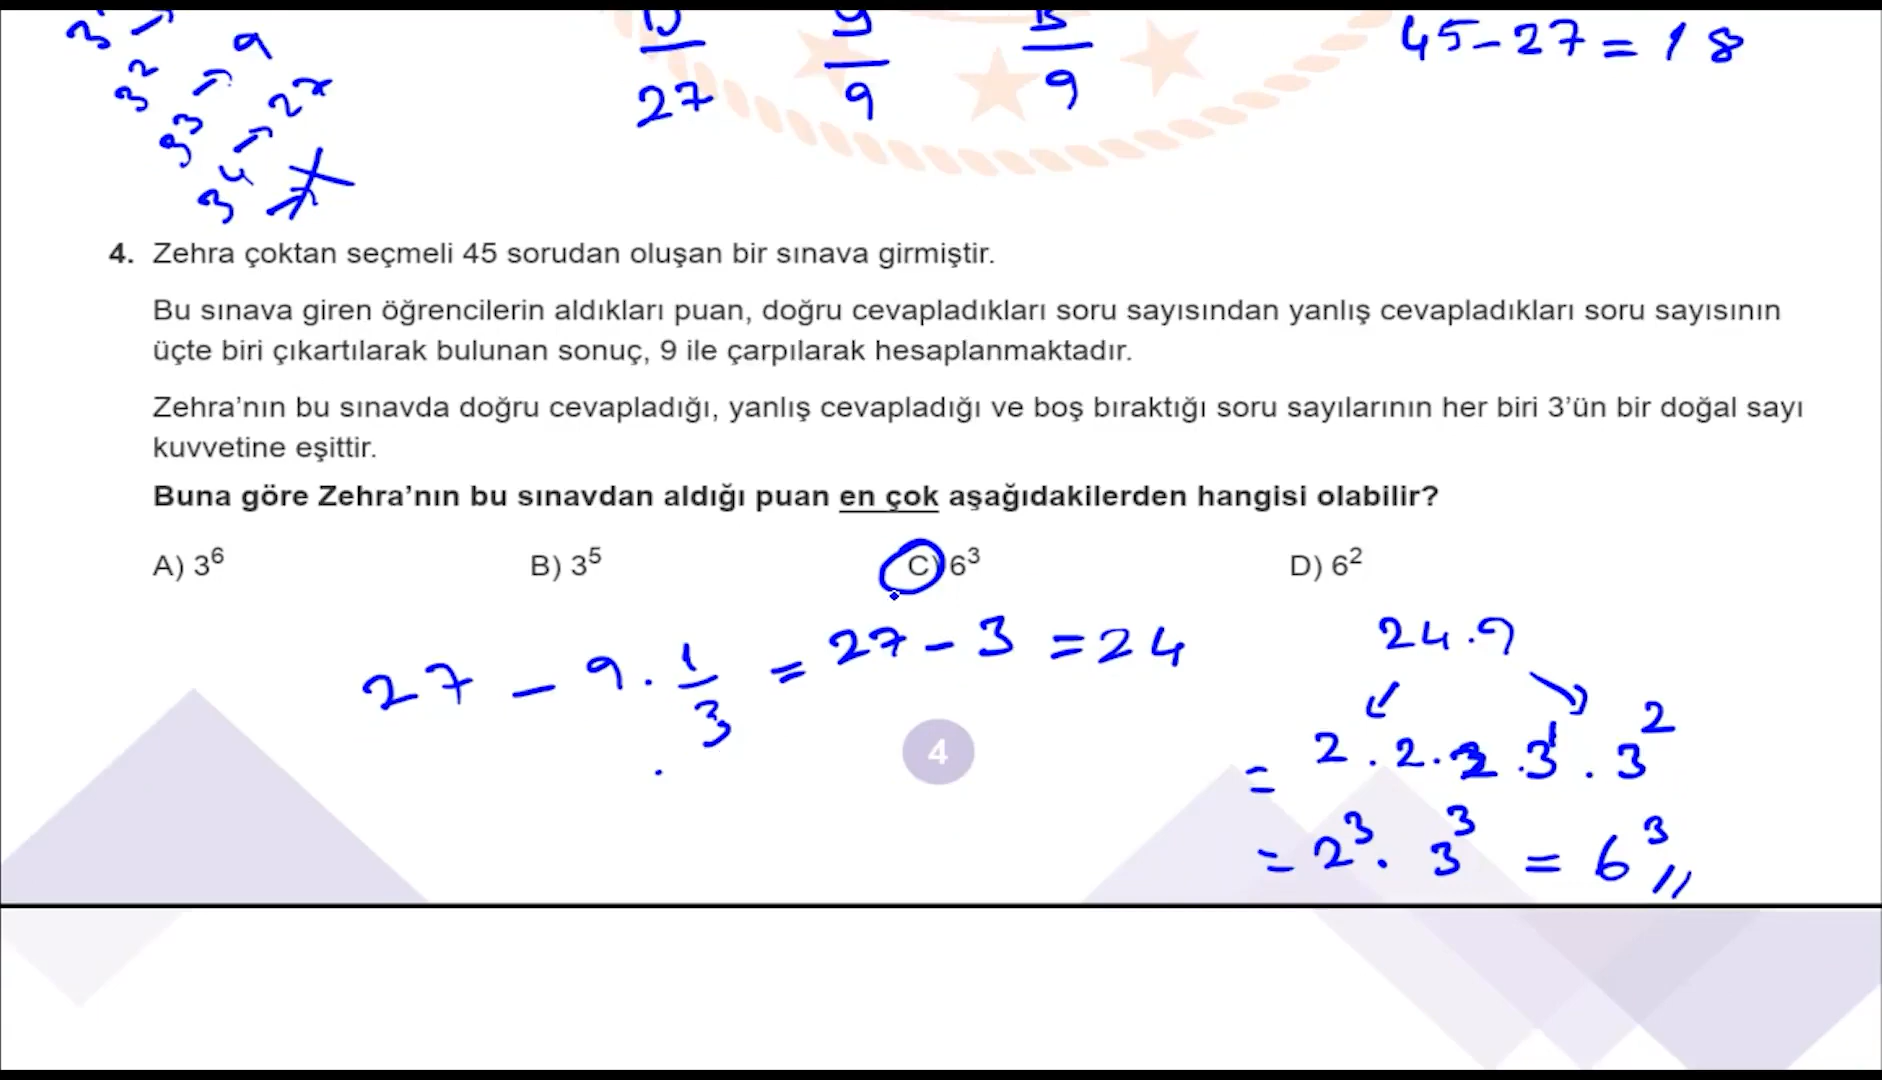 3² → 9
3³ → 27
3⁴
27
9
9
45-27=18
4. Zehra çoktan seçmeli 45 sorudan oluşan bir sınava girmiştir.
Bu sınava giren öğrencilerin aldıkları puan, doğru cevapladıkları soru sayısından yanlış cevapladıkları soru sayısının
üçte biri çıkartılarak bulunan sonuç, 9 ile çarpılarak hesaplanmaktadır.
Zehra’nın bu sınavda doğru cevapladığı, yanlış cevapladığı ve boş bıraktığı soru sayılarının her biri 3’ün bir doğal sayı
kuvvetine eşittir.
Buna göre Zehra’nın bu sınavdan aldığı puan en çok aşağıdakilerden hangisi olabilir?
A) 3⁶ B) 3⁵ C) 6³ D) 6²
27 - 9 . 1/3 = 27 - 3 = 24
24.9
= 2.2.2.3¹.3²
= 2³. 3³ = 6³ //
4